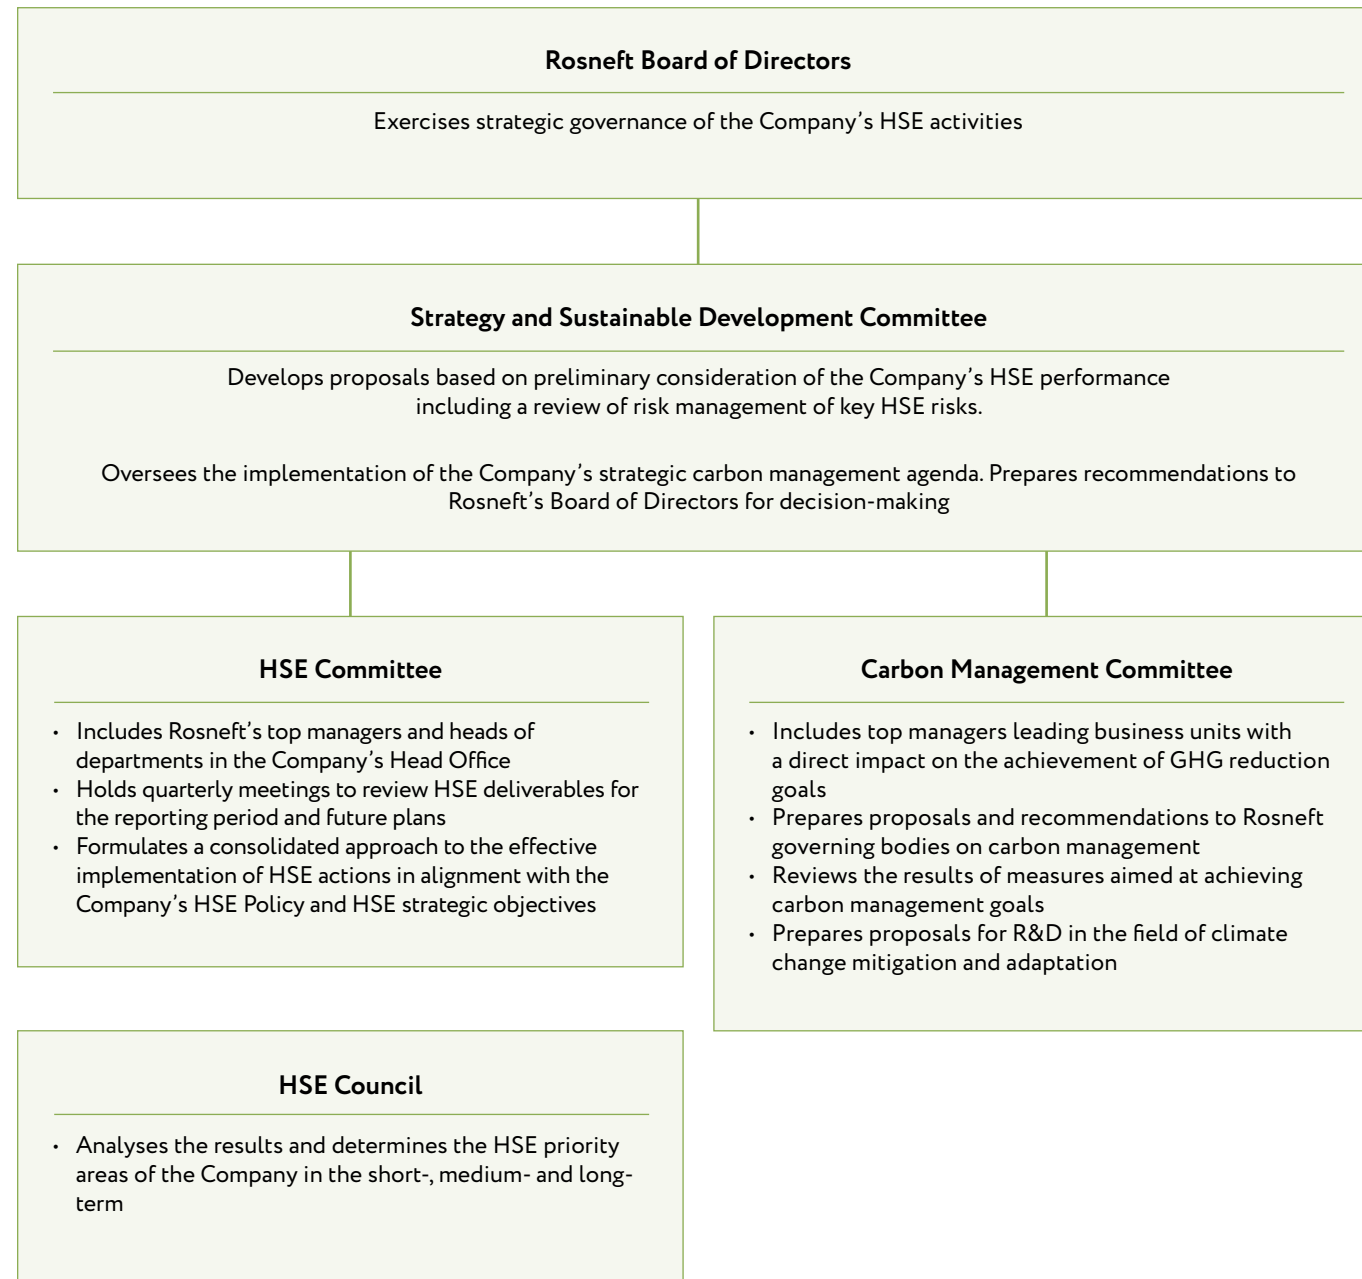 Rosneft Board of Directors
Exercises strategic governance of the Company's HSE activities
Strategy and Sustainable Development Committee
Develops proposals based on preliminary consideration of the Company's HSE performance
including a review of risk management of key HSE risks.
Oversees the implementation of the Company's strategic carbon management agenda. Prepares recommendations to
Rosneft's Board of Directors for decision-making
HSE Committee
• Includes Rosneft's top managers and heads of
departments in the Company's Head Office
• Holds quarterly meetings to review HSE deliverables for
the reporting period and future plans
• Formulates a consolidated approach to the effective
implementation of HSE actions in alignment with the
Company's HSE Policy and HSE strategic objectives
Carbon Management Committee
• Includes top managers leading business units with
a direct impact on the achievement of GHG reduction
goals
• Prepares proposals and recommendations to Rosneft
governing bodies on carbon management
• Reviews the results of measures aimed at achieving
carbon management goals
• Prepares proposals for R&D in the field of climate
change mitigation and adaptation
HSE Council
• Analyses the results and determines the HSE priority
areas of the Company in the short-, medium- and long-
term